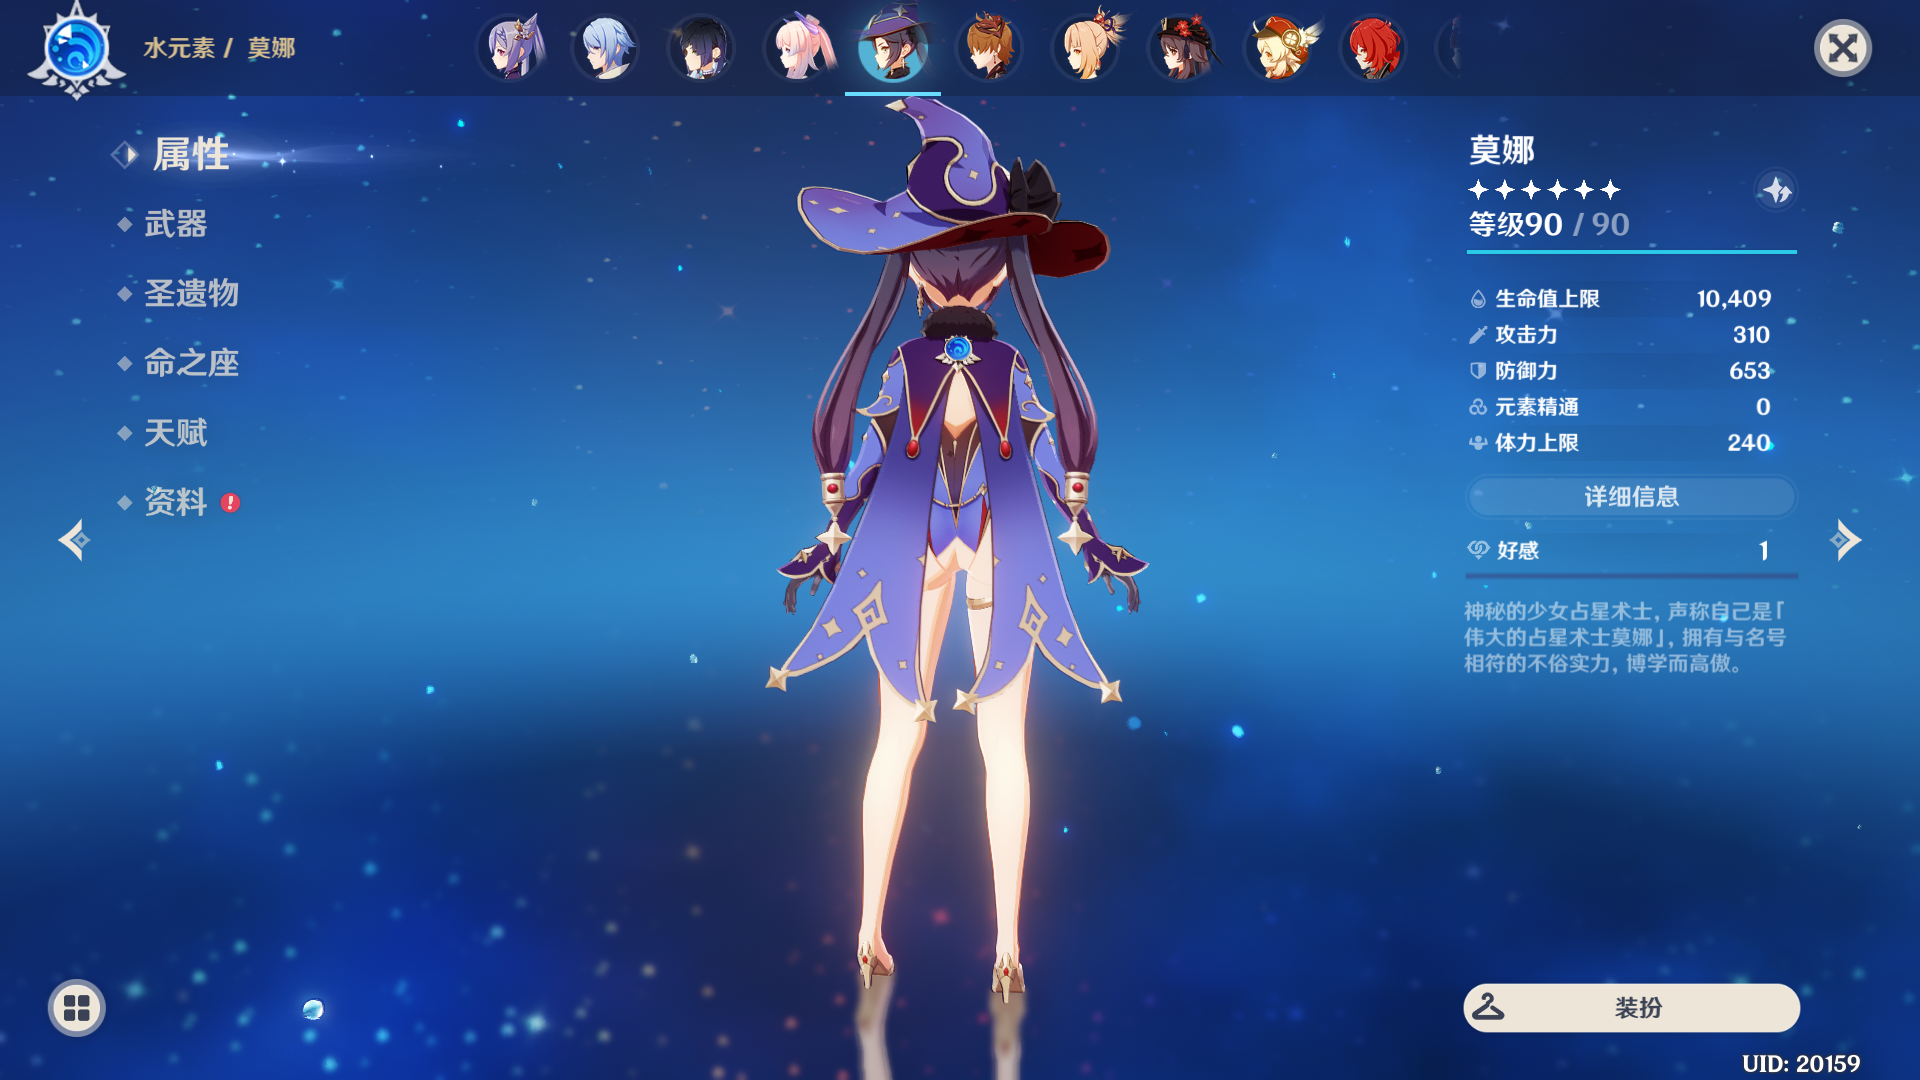 水元素 / 莫娜
属性
武器
圣遗物
命之座
天赋
资料
莫娜
等级90 / 90
生命值上限 10,409
攻击力 310
防御力 653
元素精通 0
体力上限 240
详细信息
好感 1
神秘的少女占星术士，声称自己是「
伟大的占星术士莫娜」，拥有与名号
相符的不俗实力，博学而高傲。
装扮
UID: 20159